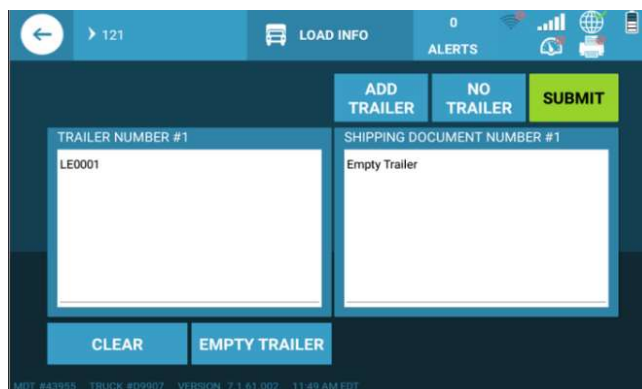 121
LOAD INFO
0
ALERTS
ADD
TRAILER
NO
TRAILER
SUBMIT
TRAILER NUMBER #1
SHIPPING DOCUMENT NUMBER #1
LE0001
Empty Trailer
CLEAR
EMPTY TRAILER
MDT #43955 TRUCK #D9907 VERSION 7.1.61.002 11:49 AM EDT